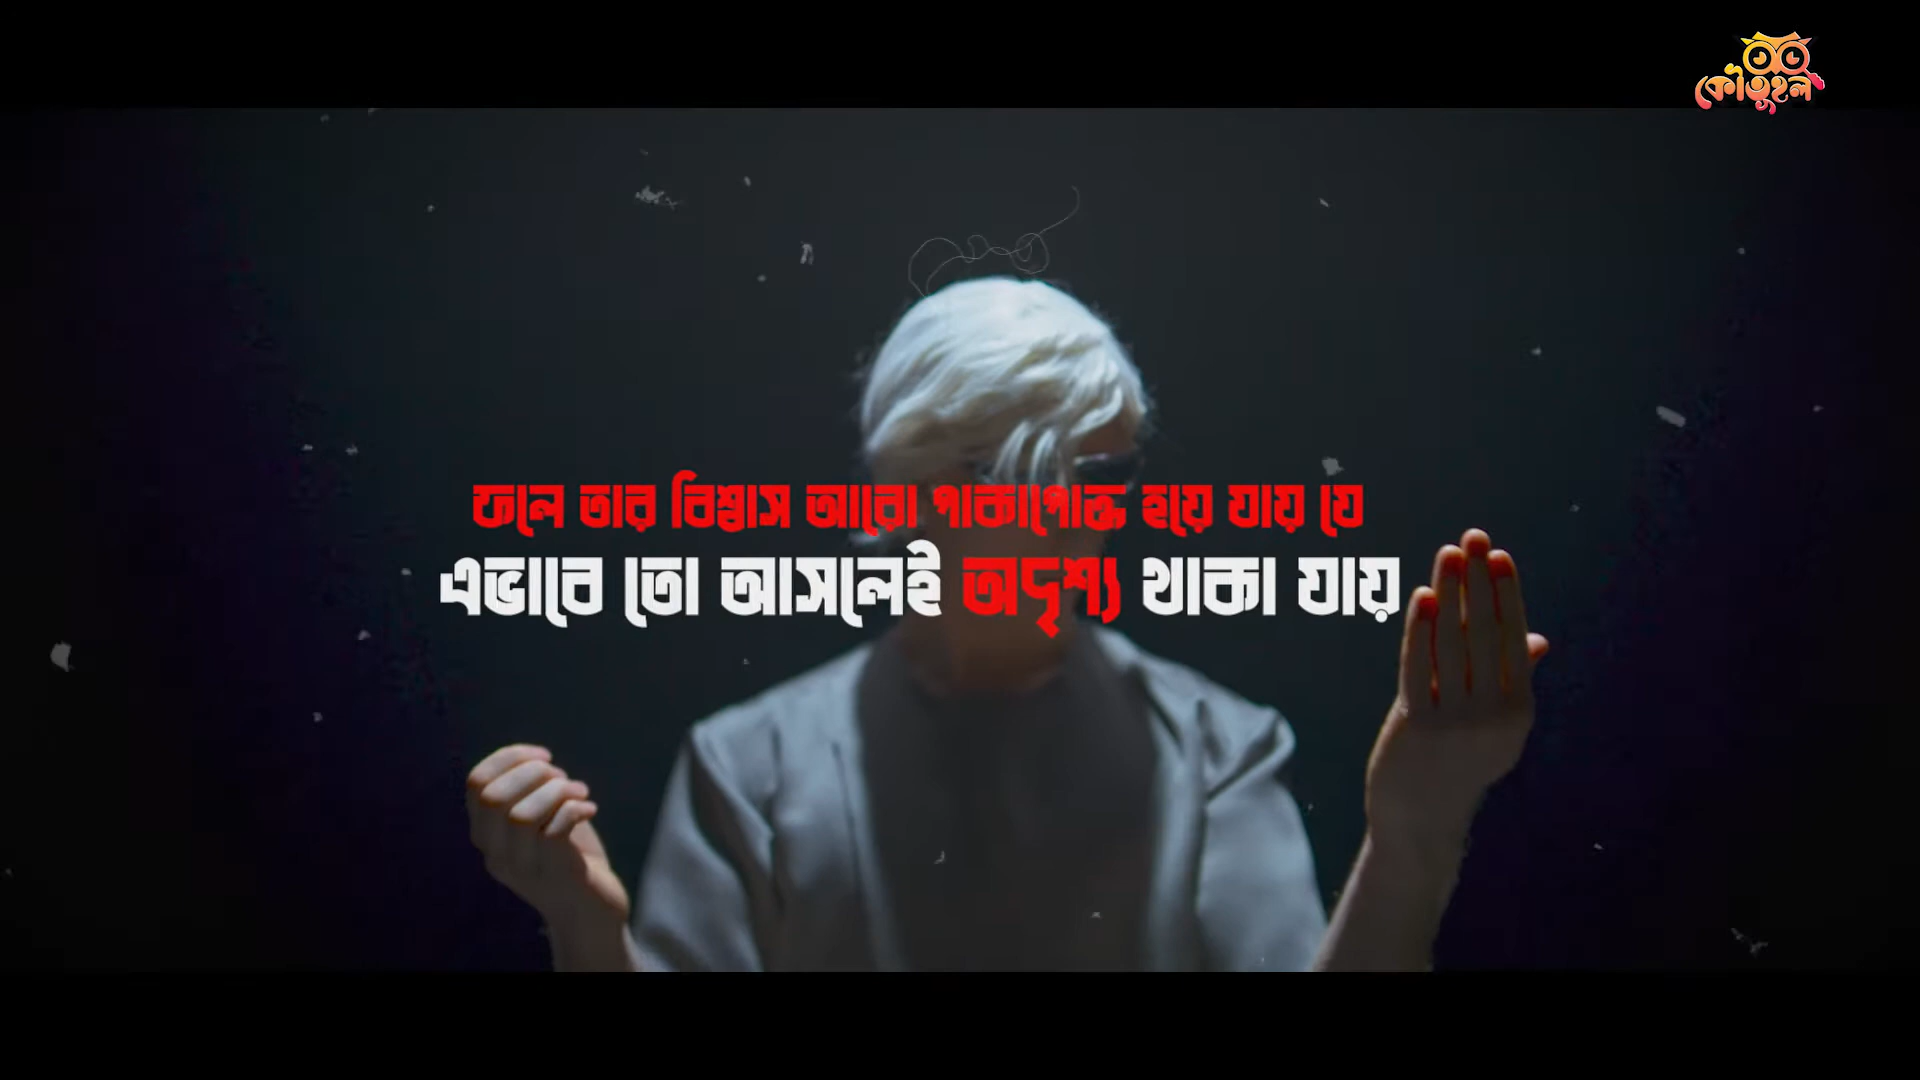 কৌতূহল
ফলে তার বিশ্বাস আরো পাকাপোক্ত হয়ে যায় যে
এভাবে তো আসলেই অদৃশ্য থাকা যায়